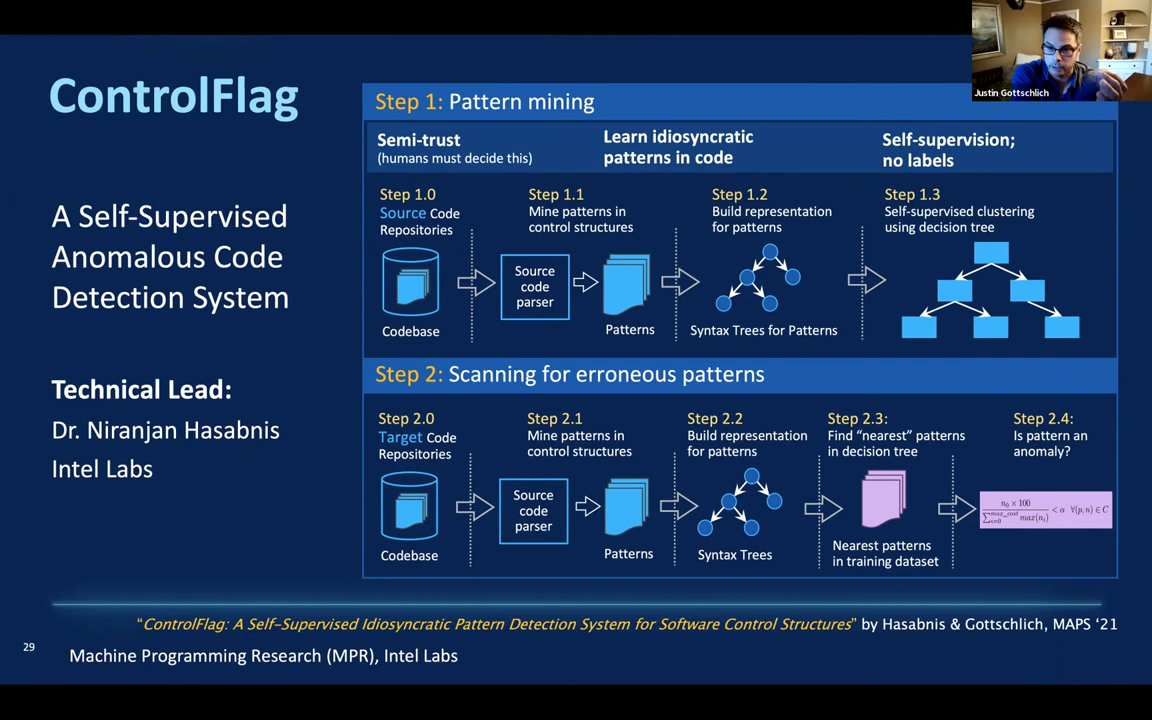 ControlFlag
A Self-Supervised
Anomalous Code
Detection System
Technical Lead:
Dr. Niranjan Hasabnis
Intel Labs
Justin Gottschlich
Step 1: Pattern mining
Semi-trust
(humans must decide this)
Learn idiosyncratic
patterns in code
Self-supervision;
no labels
Step 1.0
Source Code
Repositories
Codebase
Step 1.1
Mine patterns in
control structures
Source
code
parser
Patterns
Step 1.2
Build representation
for patterns
Syntax Trees for Patterns
Step 1.3
Self-supervised clustering
using decision tree
Step 2: Scanning for erroneous patterns
Step 2.0
Target Code
Repositories
Codebase
Step 2.1
Mine patterns in
control structures
Source
code
parser
Patterns
Step 2.2
Build representation
for patterns
Syntax Trees
Step 2.3:
Find “nearest” patterns
in decision tree
Nearest patterns
in training dataset
Step 2.4:
Is pattern an
anomaly?
n₀ × 100
∑ᵢ₌₀^max_cost max(nᵢ) < α ∀(p,n) ∈ C
“ControlFlag: A Self-Supervised Idiosyncratic Pattern Detection System for Software Control Structures” by Hasabnis & Gottschlich, MAPS ‘21
29
Machine Programming Research (MPR), Intel Labs